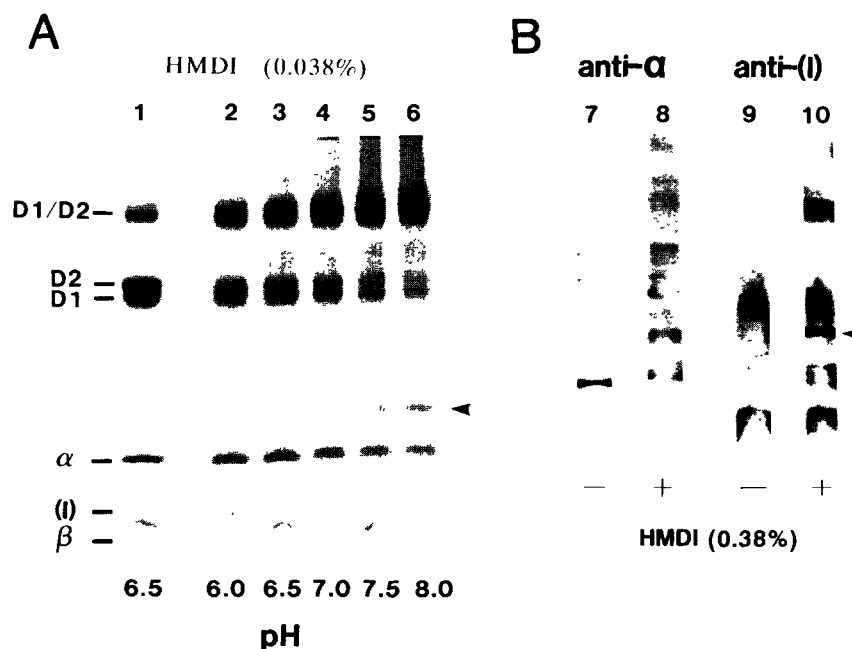 A
HMDI (0.038%)
1 2 3 4 5 6
D1/D2
D2
D1
α
(I)
β
6.5 6.0 6.5 7.0 7.5 8.0
pH
B
anti-α anti-(I)
7 8 9 10
− + − +
HMDI (0.38%)